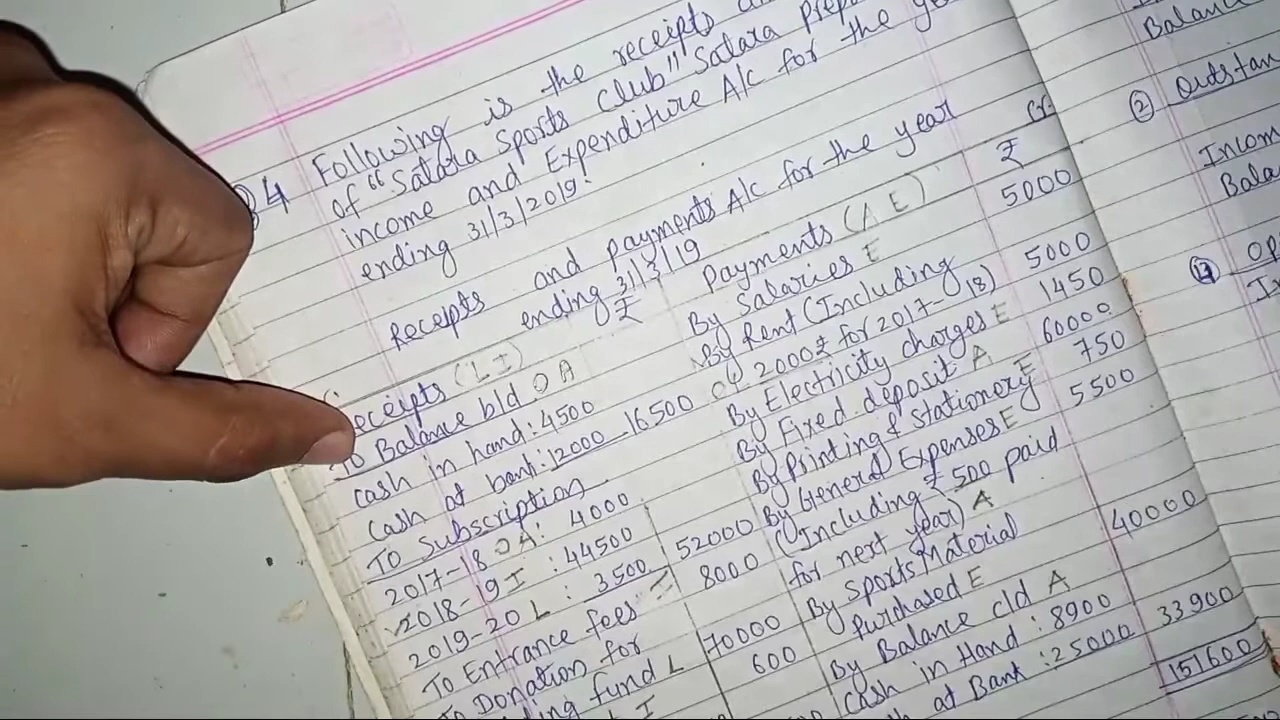 Q4 Following is the receipts
of "Satara Sports Club" Satara
income and Expenditure A/c for the
ending 31/3/2019.
Receipts and payments A/c for the year
ending 31/3/19
Cr.
Receipts (L I) ₹ Payments (A E) ₹
To Balance b/d O A
Cash in hand: 4500
Cash at bank: 12000 16500
To Subscription
2017-18 O A: 4000
2018-19 I : 44500
2019-20 L : 3500 52000
To Entrance fees I 8000
To Donation for
fund L 70000
I 600
By Salaries E 5000
By Rent (Including
₹ 2000 for 2017-18) 5000
By Electricity charges E 1450
By Fixed deposit A 60000
By Printing & Stationery E 750
By General Expenses E 5500
(Including ₹ 500 paid
for next year) A
By Sports Material
Purchased E 40000
By Balance c/d A
Cash in Hand : 8900
at Bank : 25000 33900
151600
Balance
② Outstan
Incom
Bala